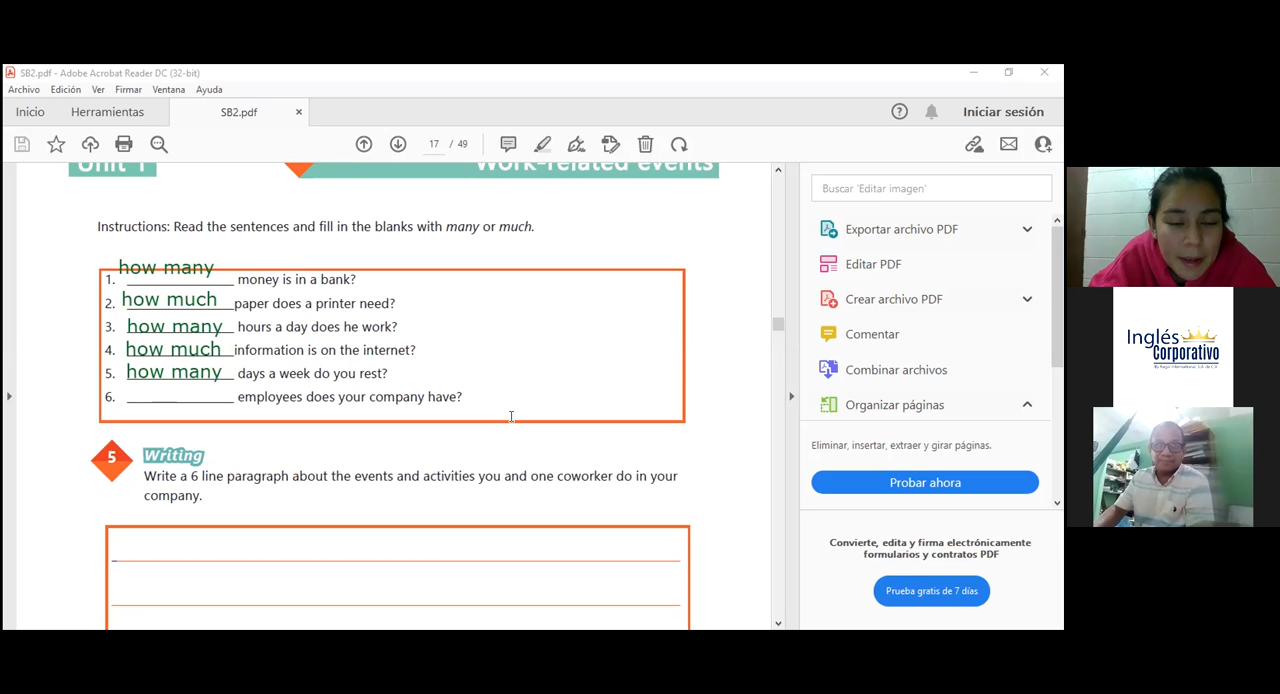 SB2.pdf - Adobe Acrobat Reader DC (32-bit)
Archivo Edición Ver Firmar Ventana Ayuda
Inicio Herramientas SB2.pdf × Iniciar sesión
17 / 49
Unit 1 Work-related events
Instructions: Read the sentences and fill in the blanks with many or much.
1. how many money is in a bank?
2. how much paper does a printer need?
3. how many hours a day does he work?
4. how much information is on the internet?
5. how many days a week do you rest?
6. __________ employees does your company have?
5 Writing
Write a 6 line paragraph about the events and activities you and one coworker do in your
company.
Buscar 'Editar imagen'
Exportar archivo PDF
Editar PDF
Crear archivo PDF
Comentar
Combinar archivos
Organizar páginas
Eliminar, insertar, extraer y girar páginas.
Probar ahora
Convierte, edita y firma electrónicamente
formularios y contratos PDF
Prueba gratis de 7 días
Inglés
Corporativo